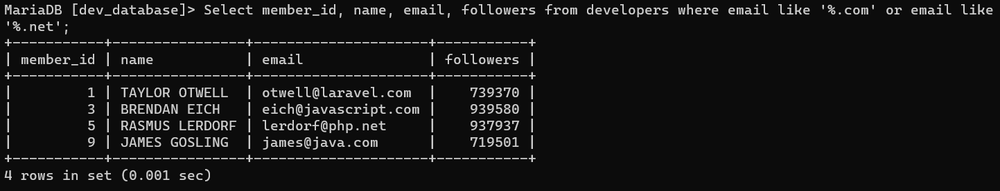 MariaDB [dev_database]> Select member_id, name, email, followers from developers where email like '%.com' or email like
'%.net';
+-----------+----------------+---------------------+-----------+
| member_id | name           | email               | followers |
+-----------+----------------+---------------------+-----------+
|         1 | TAYLOR OTWELL  | otwell@laravel.com  |    739370 |
|         3 | BRENDAN EICH   | eich@javascript.com |    939580 |
|         5 | RASMUS LERDORF | lerdorf@php.net     |    937937 |
|         9 | JAMES GOSLING  | james@java.com      |    719501 |
+-----------+----------------+---------------------+-----------+
4 rows in set (0.001 sec)